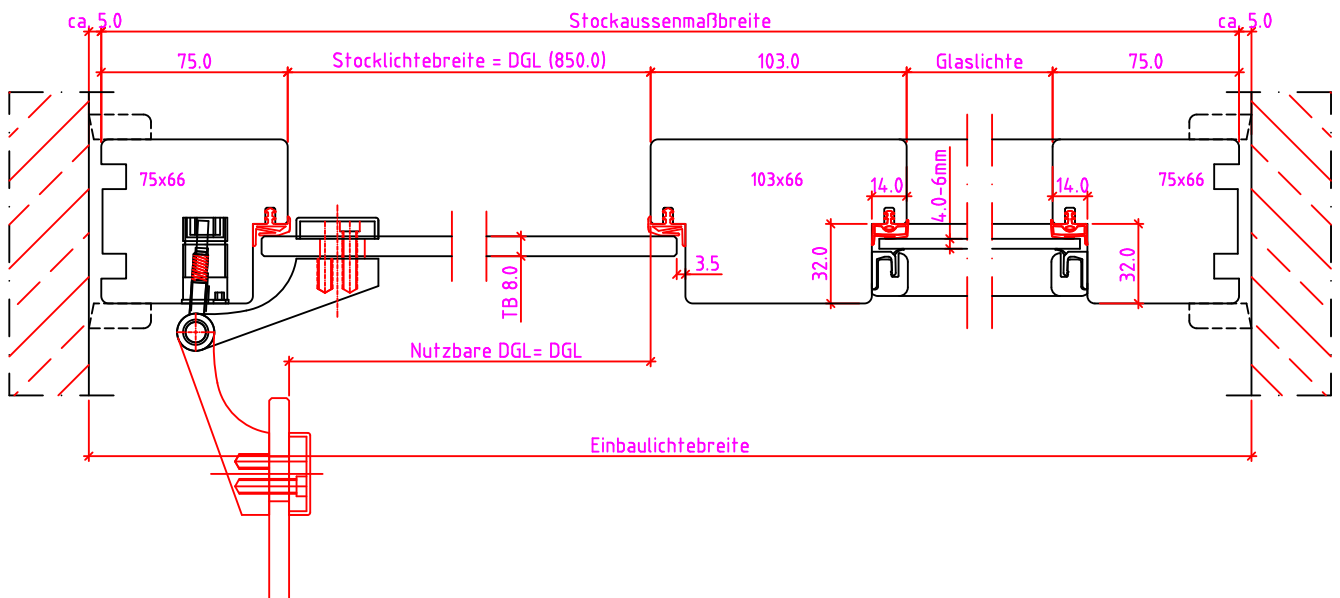 ca. 5.0
Stockaussenmaßbreite
ca. 5.0
75.0
Stocklichtebreite = DGL (850.0)
103.0
Glaslichte
75.0
75x66
103x66
75x66
14.0
4.0-6mm
14.0
32.0
32.0
3.5
TB 8.0
Nutzbare DGL= DGL
Einbaulichtebreite